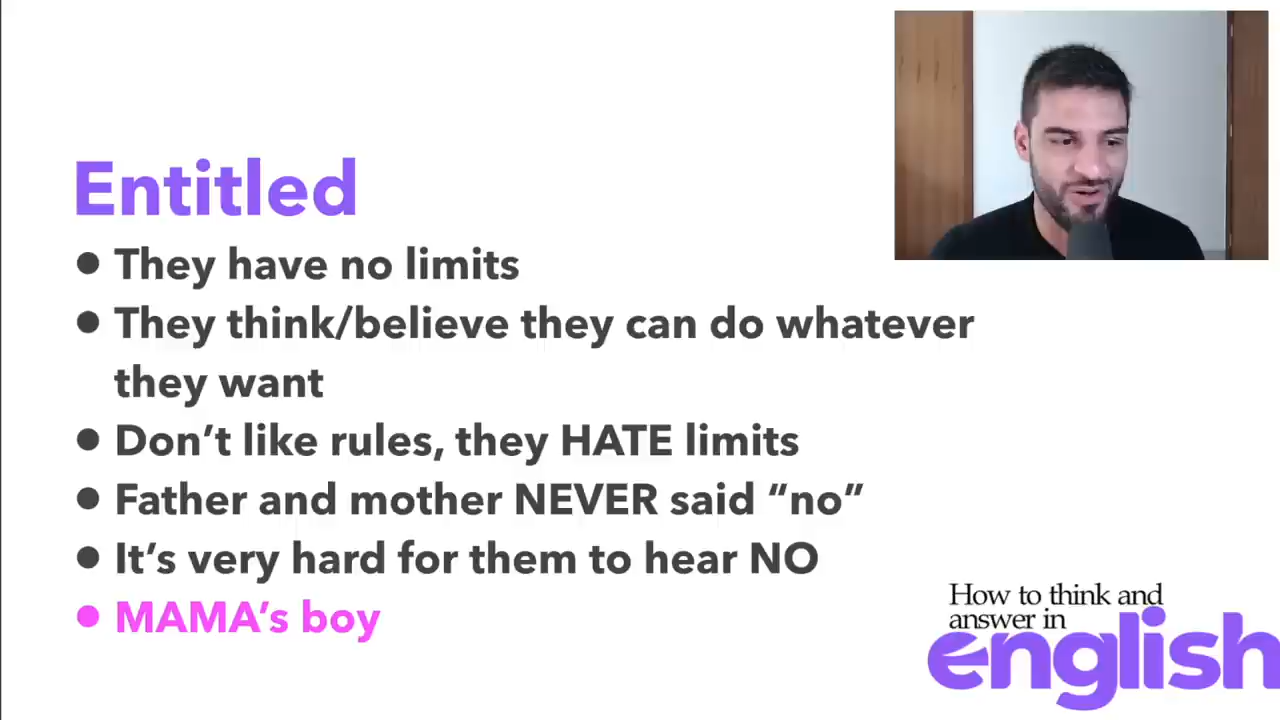 Entitled
• They have no limits
• They think/believe they can do whatever
they want
• Don’t like rules, they HATE limits
• Father and mother NEVER said “no”
• It’s very hard for them to hear NO
• MAMA’s boy
How to think and
answer in
english